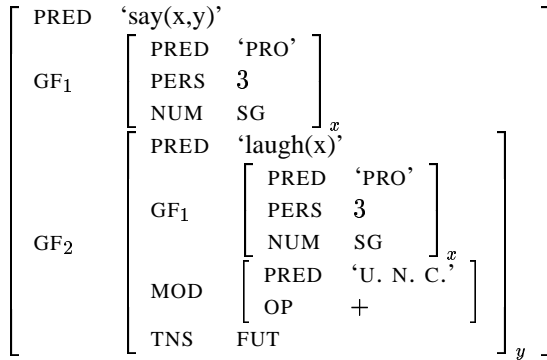 PRED ‘say(x,y)’
GF1
PRED ‘PRO’
PERS 3
NUM SG
x
GF2
PRED ‘laugh(x)’
GF1
PRED ‘PRO’
PERS 3
NUM SG
x
MOD
PRED ‘U. N. C.’
OP +
TNS FUT
y